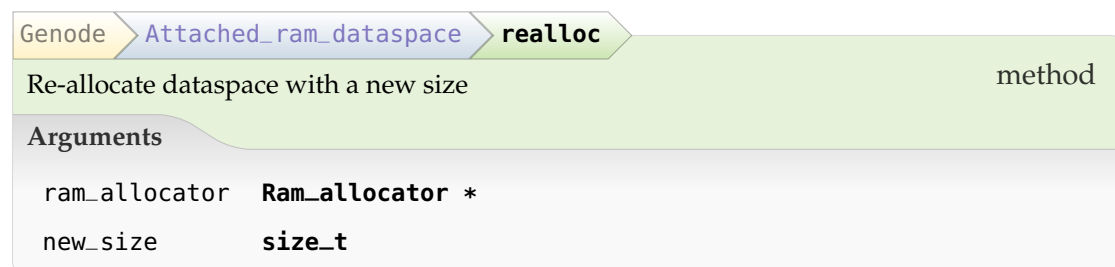 Genode Attached_ram_dataspace realloc
Re-allocate dataspace with a new size method
Arguments
ram_allocator Ram_allocator *
new_size size_t